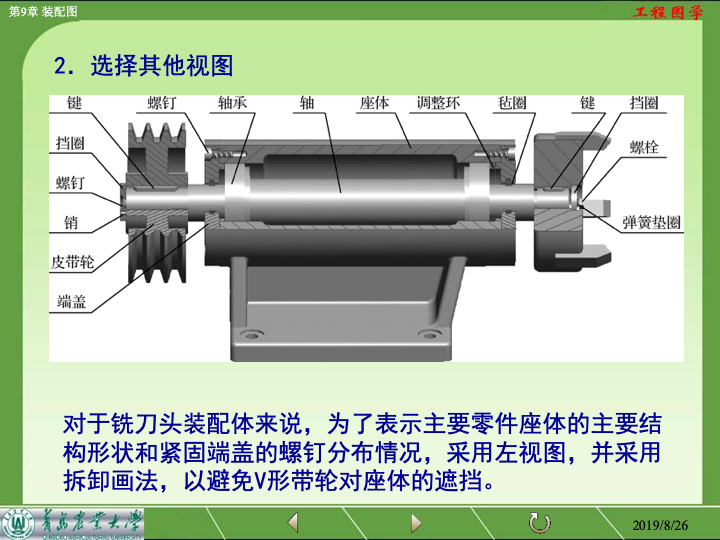 第9章 装配图
工程图学
2. 选择其他视图
键 螺钉 轴承 轴 座体 调整环 毡圈 键 挡圈
挡圈
螺栓
螺钉
销
弹簧垫圈
皮带轮
端盖
对于铣刀头装配体来说，为了表示主要零件座体的主要结
构形状和紧固端盖的螺钉分布情况，采用左视图，并采用
拆卸画法，以避免V形带轮对座体的遮挡。
青岛农业大学
2019/8/26